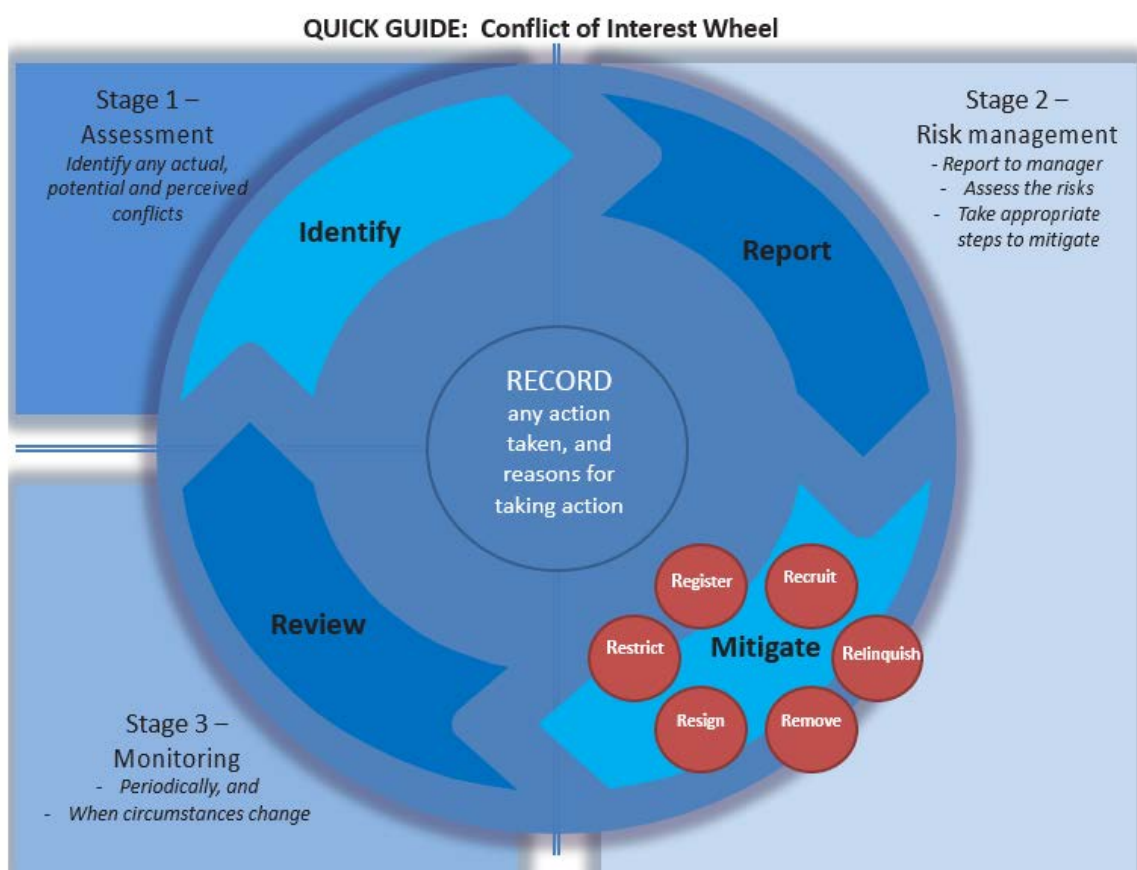 QUICK GUIDE: Conflict of Interest Wheel
Stage 1 –
Assessment
Identify any actual,
potential and perceived
conflicts
Identify
Stage 2 –
Risk management
- Report to manager
- Assess the risks
- Take appropriate
steps to mitigate
Report
RECORD
any action
taken, and
reasons for
taking action
Register
Recruit
Restrict
Mitigate
Relinquish
Resign
Remove
Review
Stage 3 –
Monitoring
- Periodically, and
- When circumstances change